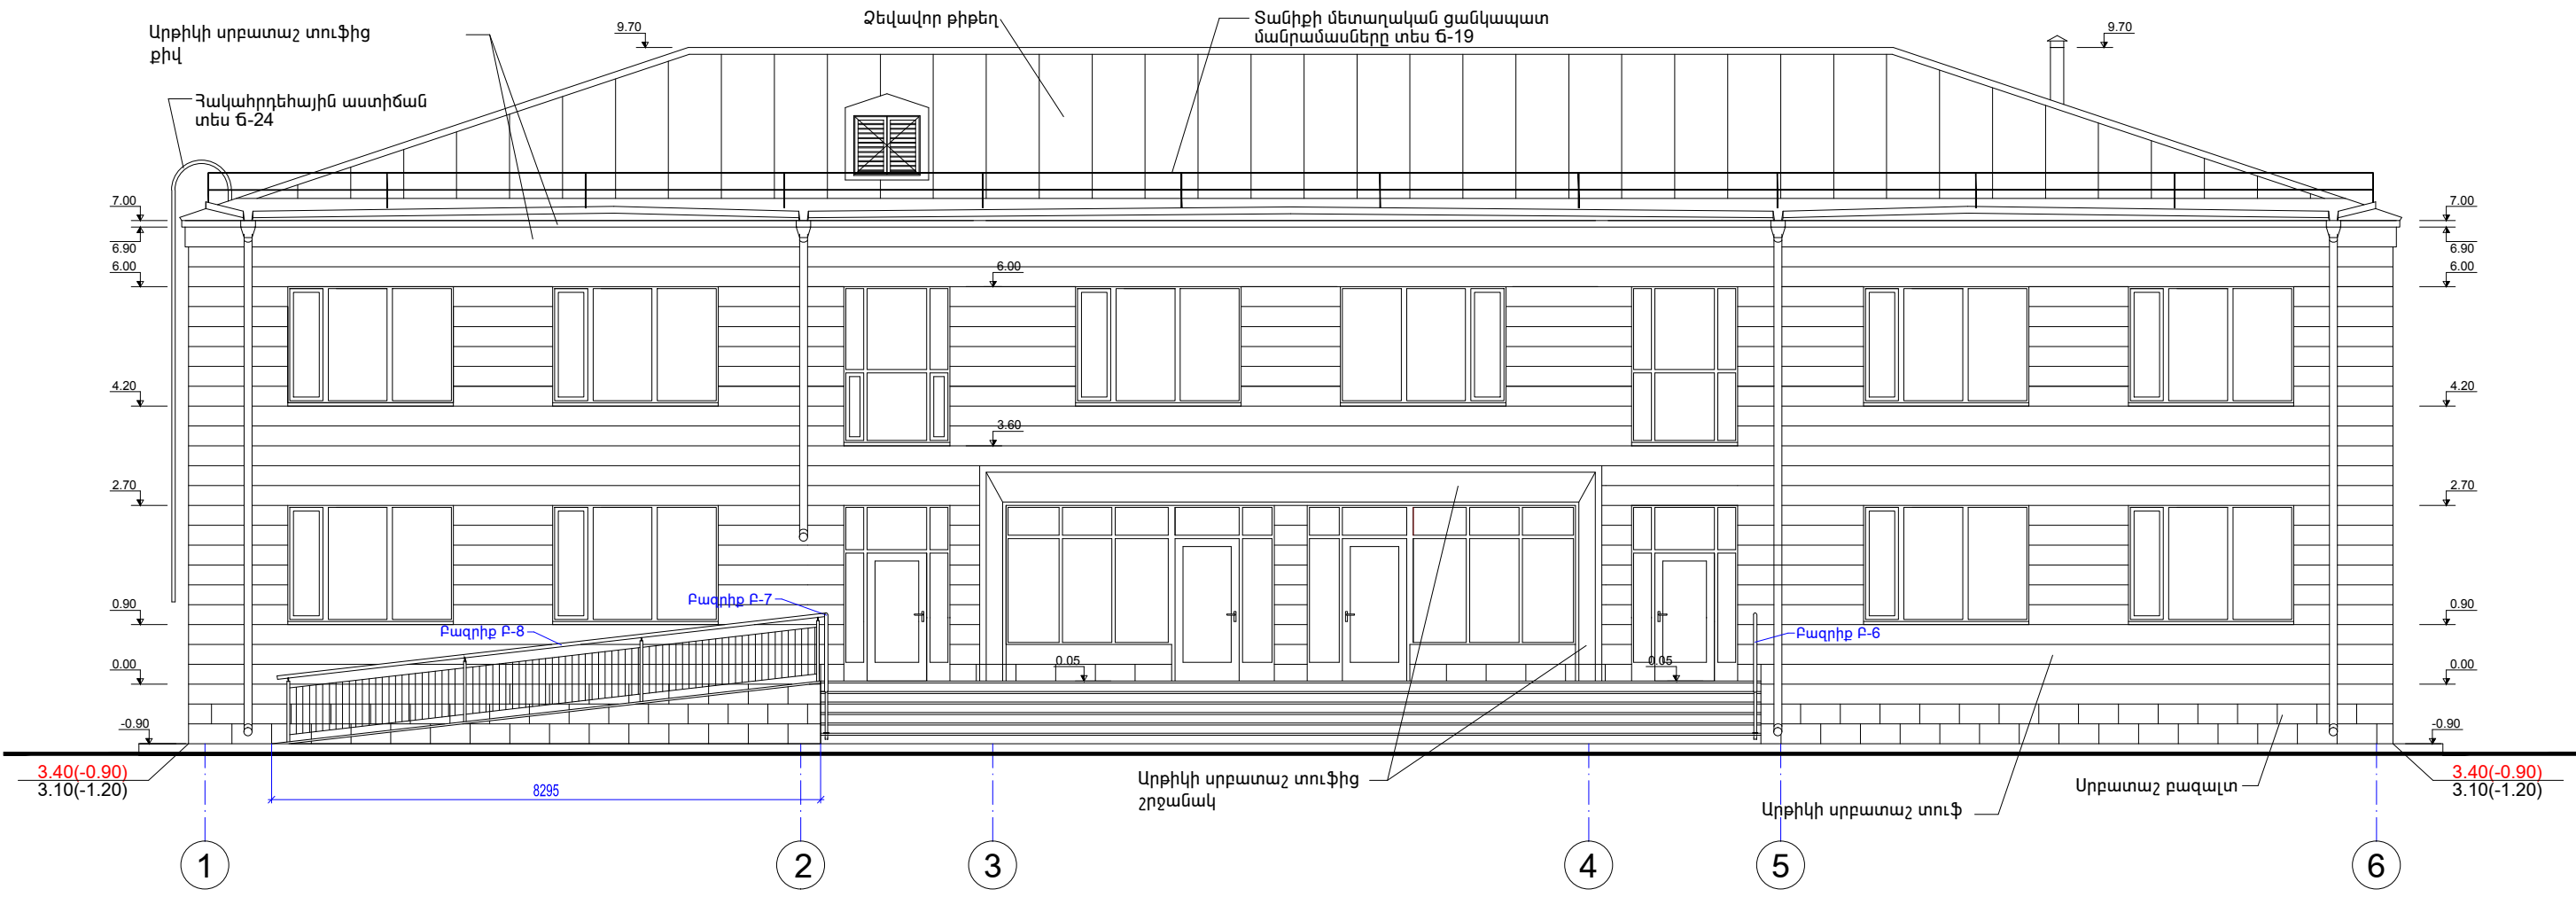 Արթիկի սրբատաշ տուֆից
քիվ
9.70
Ձեվավոր թիթեղ
Տանիքի մետաղական ցանկապատ
մանրամասները տես Ճ-19
9.70
Հակահրդեհային աստիճան
տես Ճ-24
7.00
7.00
6.90
6.90
6.00
6.00
6.00
4.20
4.20
3.60
2.70
2.70
0.90
Բազրիք Բ-7
0.90
Բազրիք Բ-8
Բազրիք Բ-6
0.00
0.05
0.05
0.00
-0.90
-0.90
3.40(-0.90)
3.10(-1.20)
8295
Արթիկի սրբատաշ տուֆից
շրջանակ
Արթիկի սրբատաշ տուֆ
Սրբատաշ բազալտ
3.40(-0.90)
3.10(-1.20)
1
2
3
4
5
6